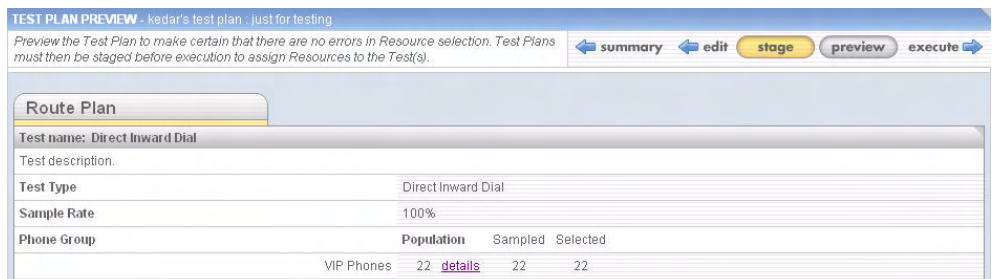 TEST PLAN PREVIEW - kedar's test plan : just for testing
Preview the Test Plan to make certain that there are no errors in Resource selection. Test Plans
must then be staged before execution to assign Resources to the Test(s).
summary edit stage preview execute
Route Plan
Test name: Direct Inward Dial
Test description.
Test Type Direct Inward Dial
Sample Rate 100%
Phone Group Population Sampled Selected
VIP Phones 22 details 22 22